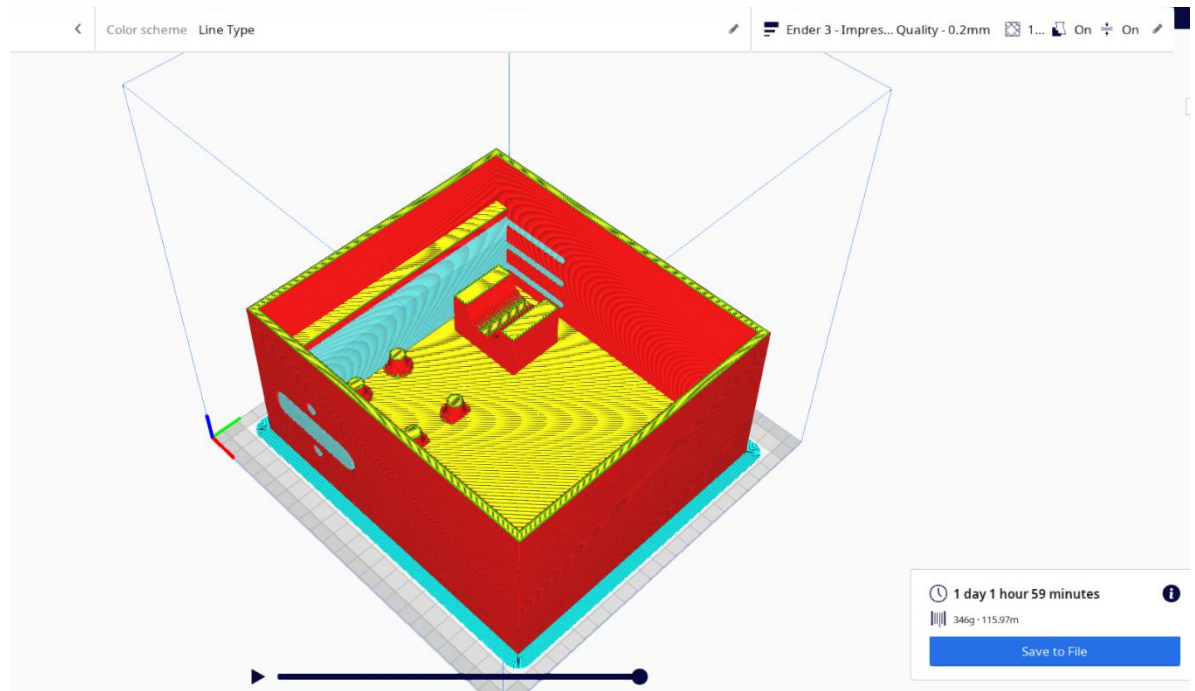 Color scheme Line Type
Ender 3 - Impres... Quality - 0.2mm 1... On On
1 day 1 hour 59 minutes
346g · 115.97m
Save to File